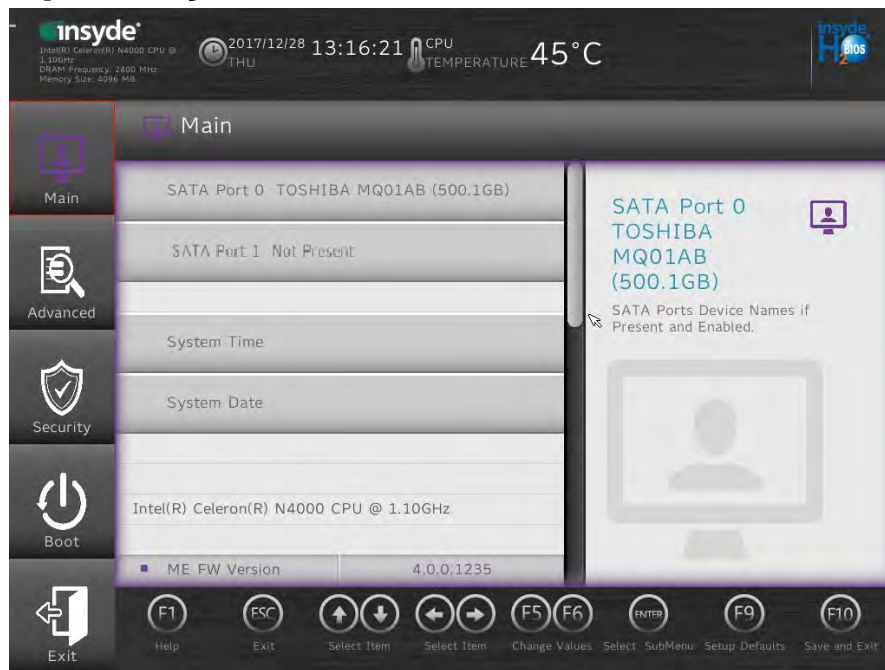 insyde®
Intel(R) Celeron(R) N4000 CPU @
1.10GHz
DRAM Frequency: 2400 MHz
Memory Size: 4096 MB
2017/12/28
THU
13:16:21
CPU
TEMPERATURE
45°C
insyde
H2O
BIOS
Main
Main
Advanced
Security
Boot
Exit
SATA Port 0 TOSHIBA MQ01AB (500.1GB)
SATA Port 1 Not Present
System Time
System Date
Intel(R) Celeron(R) N4000 CPU @ 1.10GHz
ME FW Version 4.0.0.1235
SATA Port 0
TOSHIBA
MQ01AB
(500.1GB)
SATA Ports Device Names if
Present and Enabled.
F1
Help
ESC
Exit
Select Item
Select Item
F5 F6
Change Values
ENTER
Select SubMenu
F9
Setup Defaults
F10
Save and Exit